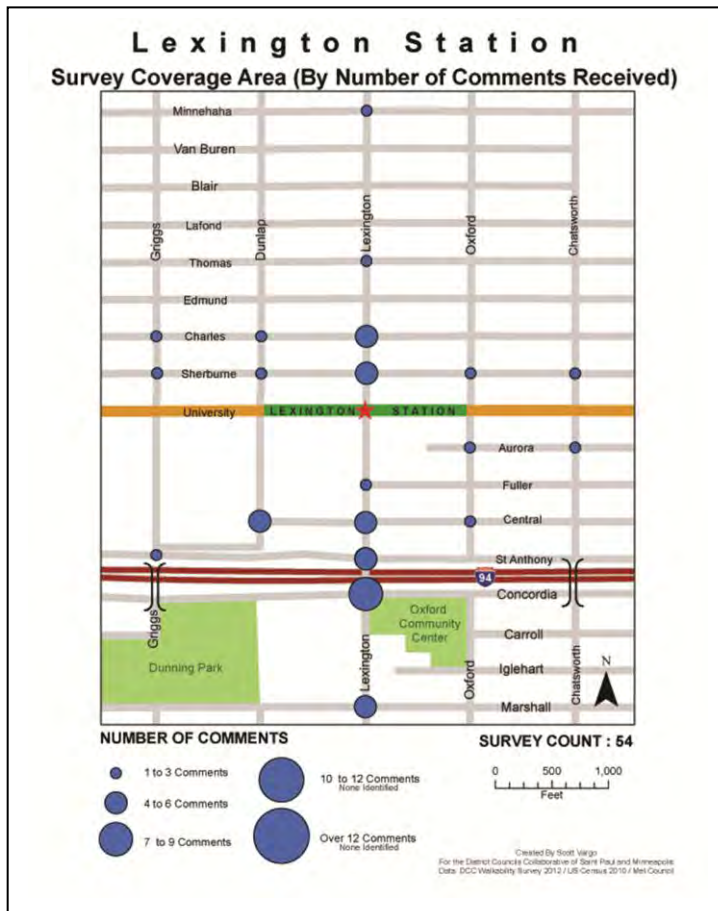 Lexington Station
Survey Coverage Area (By Number of Comments Received)
Minnehaha
Van Buren
Blair
Lafond
Griggs
Dunlap
Lexington
Oxford
Chatsworth
Thomas
Edmund
Charles
Sherburne
University
LEXINGTON STATION
Aurora
Fuller
Central
St Anthony
94
Concordia
Griggs
Oxford
Community
Center
Carroll
Dunning Park
Lexington
Oxford
Iglehart
Chatsworth
N
Marshall
NUMBER OF COMMENTS
SURVEY COUNT : 54
1 to 3 Comments
4 to 6 Comments
7 to 9 Comments
10 to 12 Comments
None Identified
Over 12 Comments
None Identified
0 500 1,000
Feet
Created By Scott Vargo
For the District Councils Collaborative of Saint Paul and Minneapolis
Data: DCC Walkability Survey 2012 / US Census 2010 / Met Council